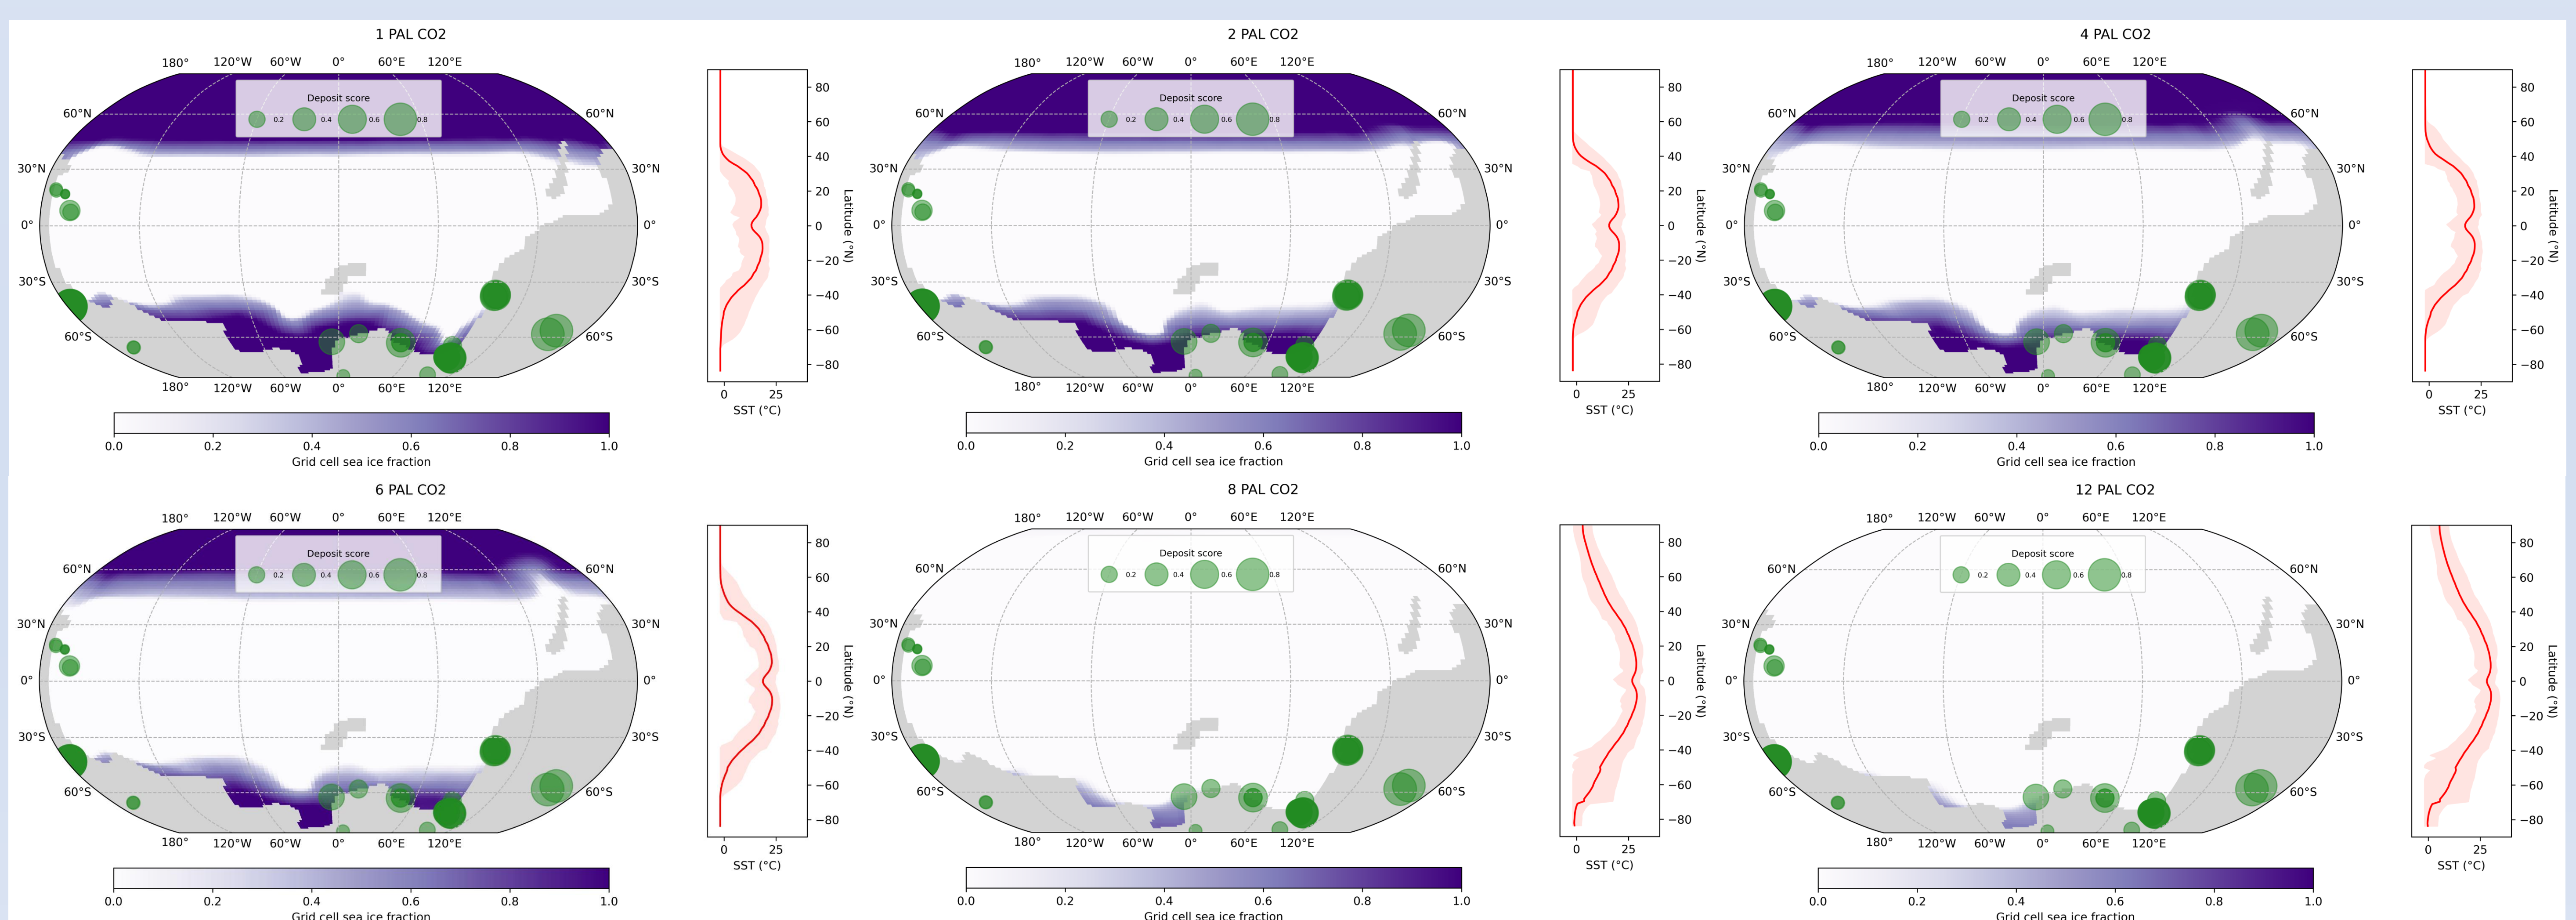 1 PAL CO2
180° 120°W 60°W 0° 60°E 120°E
Deposit score
0.2 0.4 0.6 0.8
60°N 60°N
30°N 30°N
0° 0°
30°S 30°S
60°S 60°S
180° 120°W 60°W 0° 60°E 120°E
0.0 0.2 0.4 0.6 0.8 1.0
Grid cell sea ice fraction
80
60
40
20
0
−20
−40
−60
−80
Latitude (°N)
0 25
SST (°C)
2 PAL CO2
180° 120°W 60°W 0° 60°E 120°E
Deposit score
0.2 0.4 0.6 0.8
60°N 60°N
30°N 30°N
0° 0°
30°S 30°S
60°S 60°S
180° 120°W 60°W 0° 60°E 120°E
0.0 0.2 0.4 0.6 0.8 1.0
Grid cell sea ice fraction
80
60
40
20
0
−20
−40
−60
−80
Latitude (°N)
0 25
SST (°C)
4 PAL CO2
180° 120°W 60°W 0° 60°E 120°E
Deposit score
0.2 0.4 0.6 0.8
60°N 60°N
30°N 30°N
0° 0°
30°S 30°S
60°S 60°S
180° 120°W 60°W 0° 60°E 120°E
0.0 0.2 0.4 0.6 0.8 1.0
Grid cell sea ice fraction
80
60
40
20
0
−20
−40
−60
−80
Latitude (°N)
0 25
SST (°C)
6 PAL CO2
180° 120°W 60°W 0° 60°E 120°E
Deposit score
0.2 0.4 0.6 0.8
60°N 60°N
30°N 30°N
0° 0°
30°S 30°S
60°S 60°S
180° 120°W 60°W 0° 60°E 120°E
0.0 0.2 0.4 0.6 0.8 1.0
Grid cell sea ice fraction
80
60
40
20
0
−20
−40
−60
−80
Latitude (°N)
0 25
SST (°C)
8 PAL CO2
180° 120°W 60°W 0° 60°E 120°E
Deposit score
0.2 0.4 0.6 0.8
60°N 60°N
30°N 30°N
0° 0°
30°S 30°S
60°S 60°S
180° 120°W 60°W 0° 60°E 120°E
0.0 0.2 0.4 0.6 0.8 1.0
Grid cell sea ice fraction
80
60
40
20
0
−20
−40
−60
−80
Latitude (°N)
0 25
SST (°C)
12 PAL CO2
180° 120°W 60°W 0° 60°E 120°E
Deposit score
0.2 0.4 0.6 0.8
60°N 60°N
30°N 30°N
0° 0°
30°S 30°S
60°S 60°S
180° 120°W 60°W 0° 60°E 120°E
0.0 0.2 0.4 0.6 0.8 1.0
Grid cell sea ice fraction
80
60
40
20
0
−20
−40
−60
−80
Latitude (°N)
0 25
SST (°C)